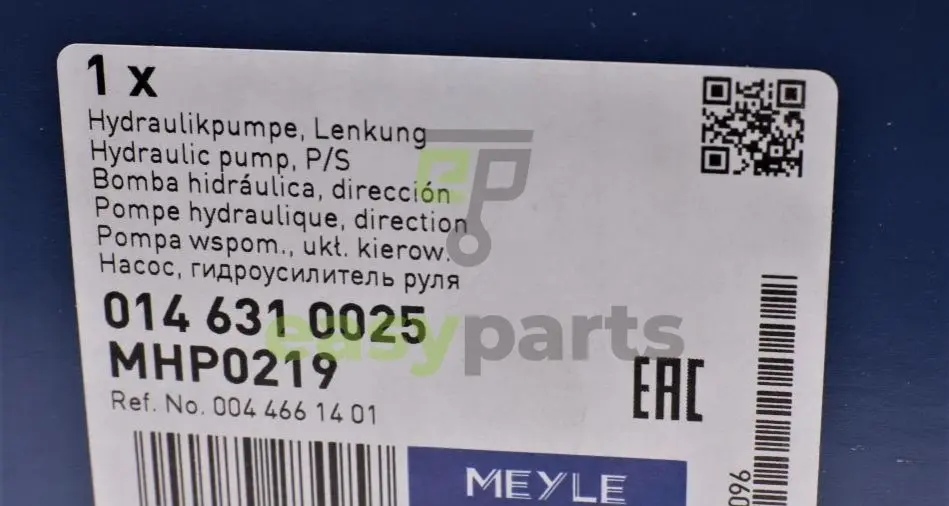 1 x
Hydraulikpumpe, Lenkung
Hydraulic pump, P/S
Bomba hidráulica, dirección
Pompe hydraulique, direction
Pompa wspom., ukł. kierow.
Насос, гидроусилитель руля
014 631 0025
MHP0219
Ref. No. 004 466 14 01
EAC
MEYLE
096
easyparts